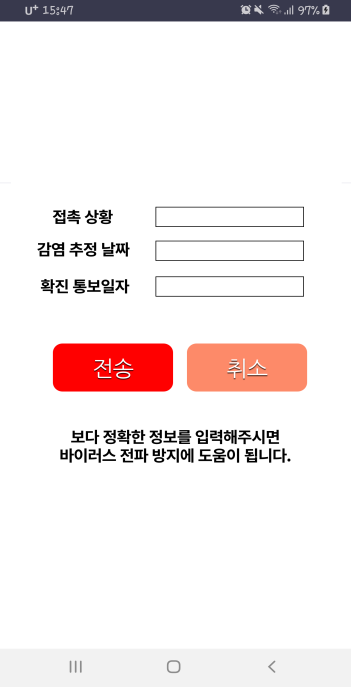 U+ 15:47 97%
접촉 상황
감염 추정 날짜
확진 통보일자
전송 취소
보다 정확한 정보를 입력해주시면
바이러스 전파 방지에 도움이 됩니다.